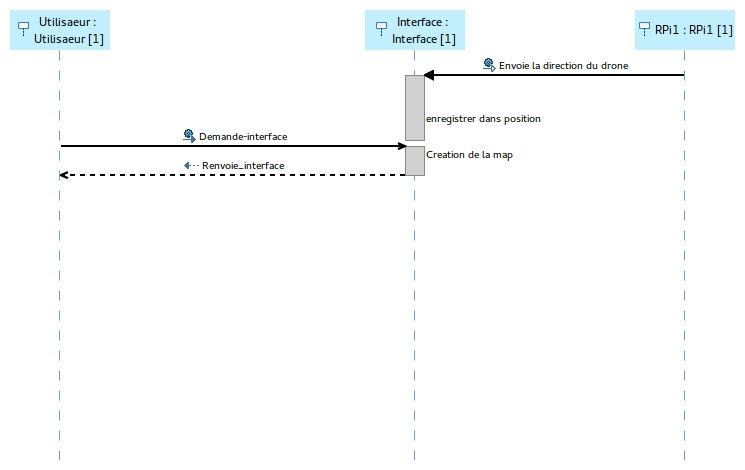 Utilisaeur :
Utilisaeur [1]
Interface :
Interface [1]
RPi1 : RPi1 [1]
Envoie la direction du drone
enregistrer dans position
Demande-interface
Creation de la map
Renvoie_interface